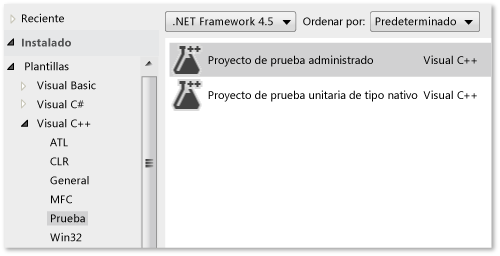 Reciente
Instalado
Plantillas
Visual Basic
Visual C#
Visual C++
ATL
CLR
General
MFC
Prueba
Win32
.NET Framework 4.5 Ordenar por: Predeterminado
Proyecto de prueba administrado Visual C++
Proyecto de prueba unitaria de tipo nativo Visual C++